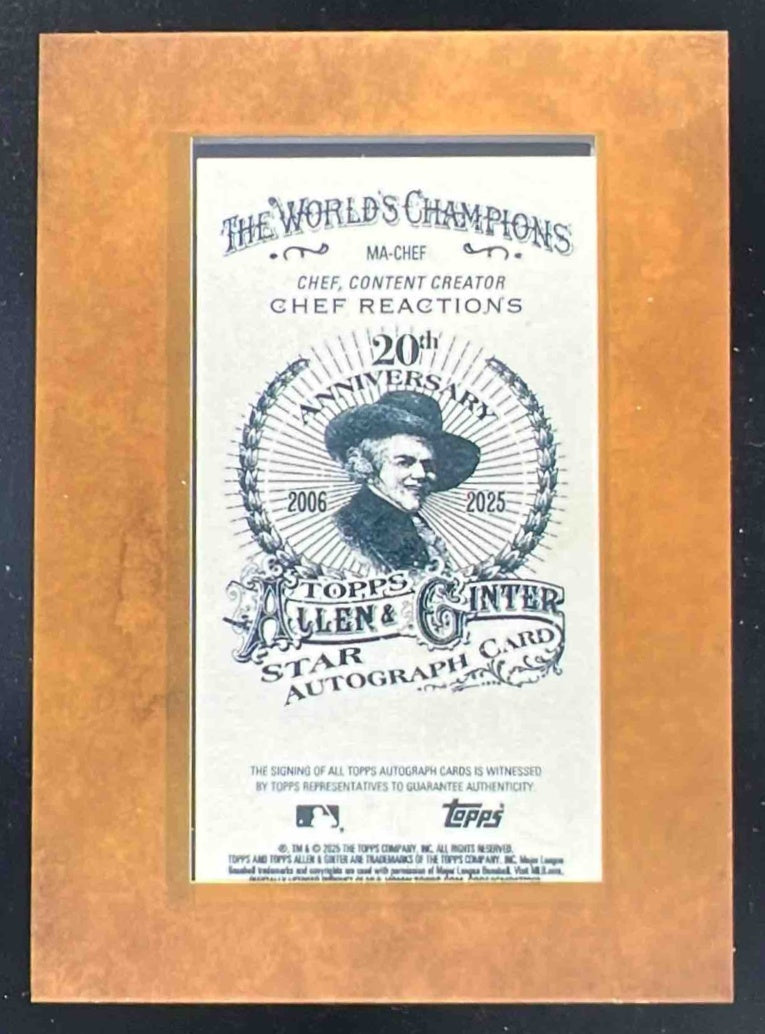 THE WORLD'S CHAMPIONS
MA-CHEF
CHEF, CONTENT CREATOR
CHEF REACTIONS
20th
ANNIVERSARY
2006 2025
TOPPS
ALLEN & GINTER
STAR
AUTOGRAPH CARD
THE SIGNING OF ALL TOPPS AUTOGRAPH CARDS IS WITNESSED
BY TOPPS REPRESENTATIVES TO GUARANTEE AUTHENTICITY.
topps
®, TM & © 2025 THE TOPPS COMPANY, INC. ALL RIGHTS RESERVED.
TOPPS AND TOPPS ALLEN & GINTER ARE TRADEMARKS OF THE TOPPS COMPANY, INC. Major League
Baseball trademarks and copyrights are used with permission of Major League Baseball. Visit MLB.com.